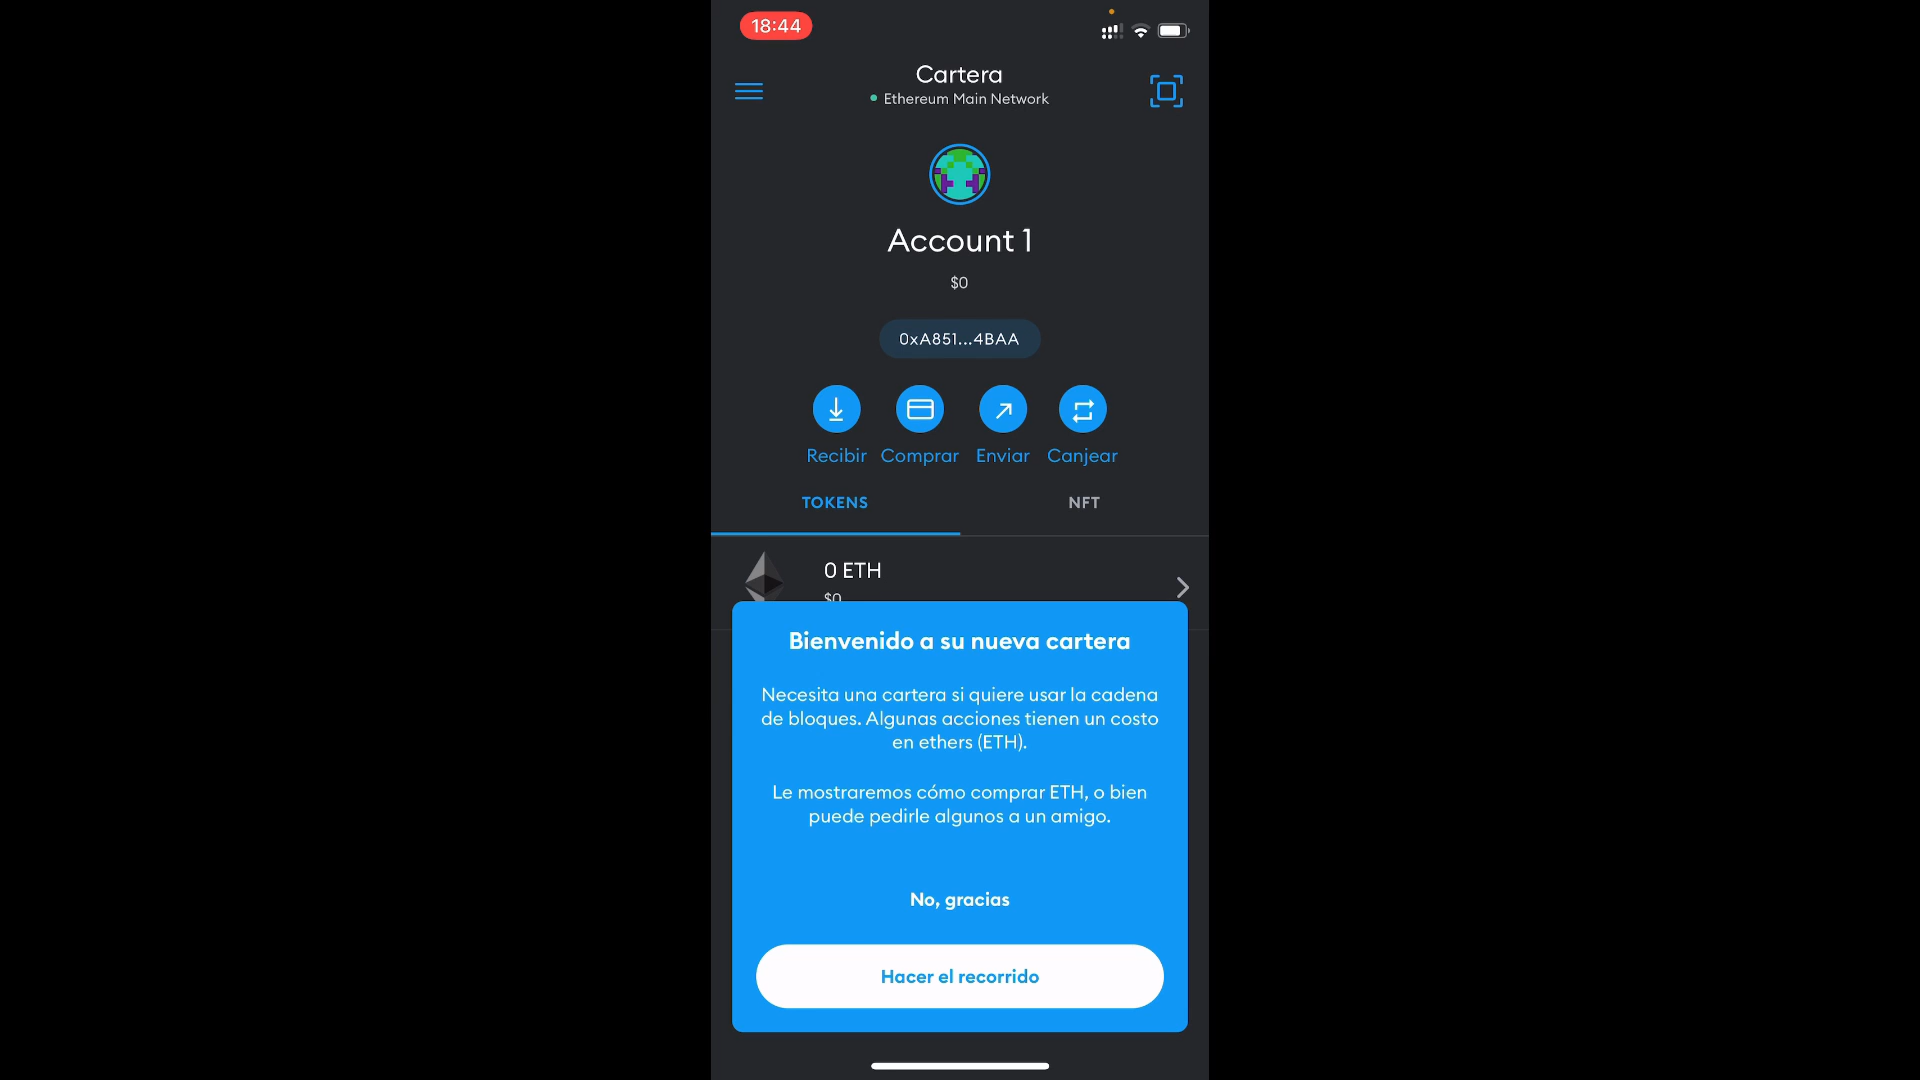 18:44
Cartera
Ethereum Main Network
Account 1
$0
0xA851...4BAA
Recibir Comprar Enviar Canjear
TOKENS NFT
0 ETH
$0
Bienvenido a su nueva cartera
Necesita una cartera si quiere usar la cadena
de bloques. Algunas acciones tienen un costo
en ethers (ETH).
Le mostraremos cómo comprar ETH, o bien
puede pedirle algunos a un amigo.
No, gracias
Hacer el recorrido